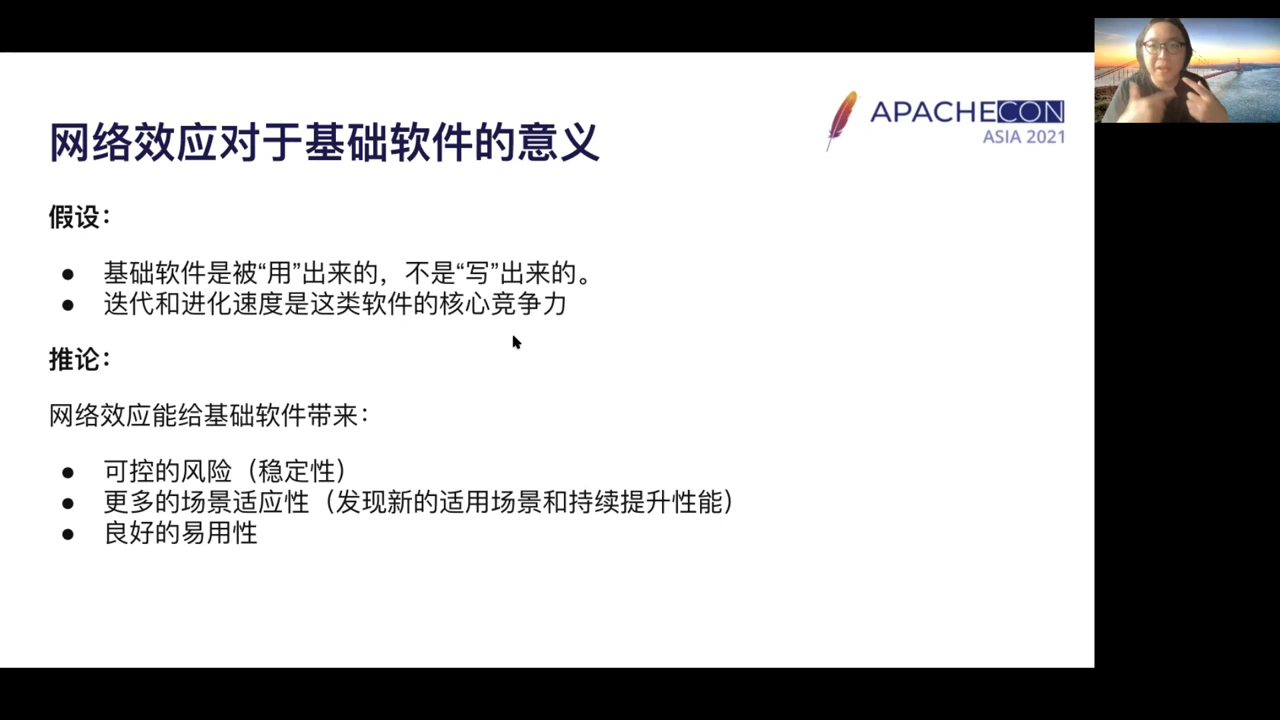 网络效应对于基础软件的意义
APACHECON
ASIA 2021
假设：
● 基础软件是被“用”出来的，不是“写”出来的。
● 迭代和进化速度是这类软件的核心竞争力
推论：
网络效应能给基础软件带来：
● 可控的风险（稳定性）
● 更多的场景适应性（发现新的适用场景和持续提升性能）
● 良好的易用性